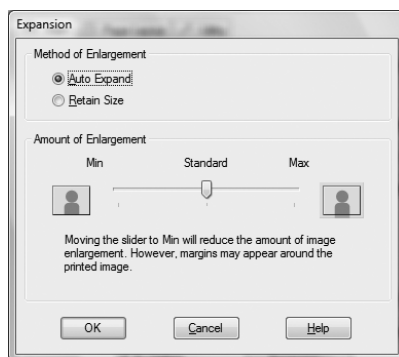 Expansion
Method of Enlargement
Auto Expand
Retain Size
Amount of Enlargement
Min Standard Max
Moving the slider to Min will reduce the amount of image
enlargement. However, margins may appear around the
printed image.
OK Cancel Help